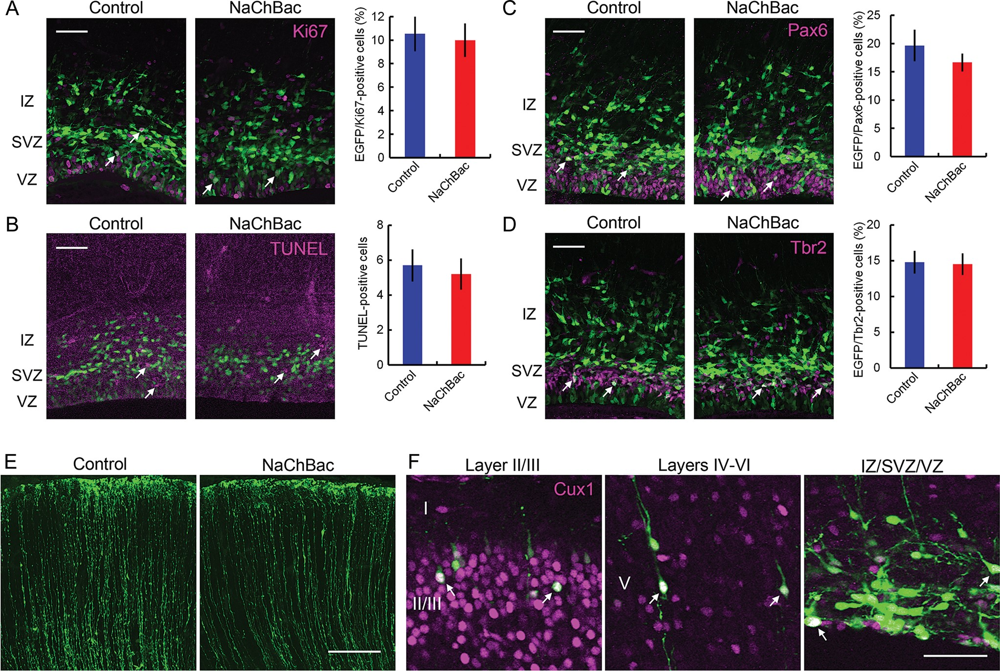 A
Control
NaChBac
Ki67
IZ
SVZ
VZ
EGFP/Ki67-positive cells (%)
12
10
8
6
4
2
0
Control
NaChBac
B
Control
NaChBac
TUNEL
IZ
SVZ
VZ
TUNEL-positive cells
8
6
4
2
0
Control
NaChBac
C
Control
NaChBac
Pax6
IZ
SVZ
VZ
EGFP/Pax6-positive cells (%)
25
20
15
10
5
0
Control
NaChBac
D
Control
NaChBac
Tbr2
IZ
SVZ
VZ
EGFP/Tbr2-positive cells (%)
20
15
10
5
0
Control
NaChBac
E
Control
NaChBac
F
Layer II/III
Layers IV-VI
IZ/SVZ/VZ
Cux1
I
II/III
V